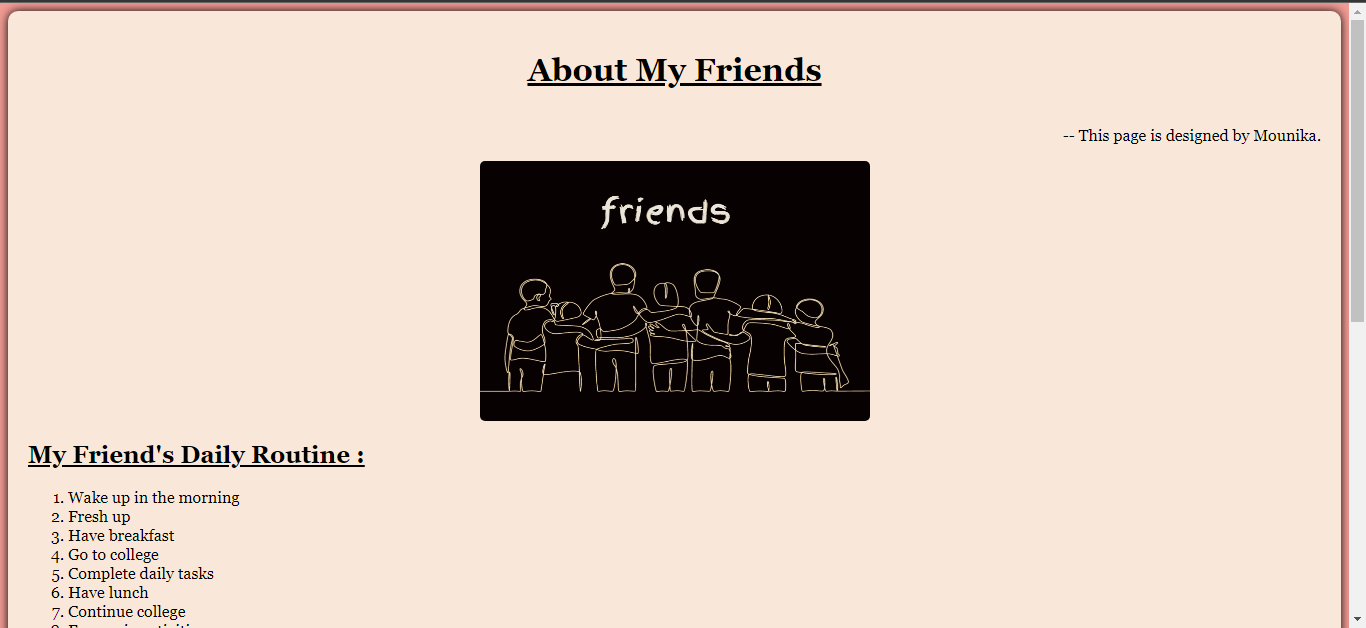 About My Friends
-- This page is designed by Mounika.
friends
My Friend's Daily Routine :
1. Wake up in the morning
2. Fresh up
3. Have breakfast
4. Go to college
5. Complete daily tasks
6. Have lunch
7. Continue college